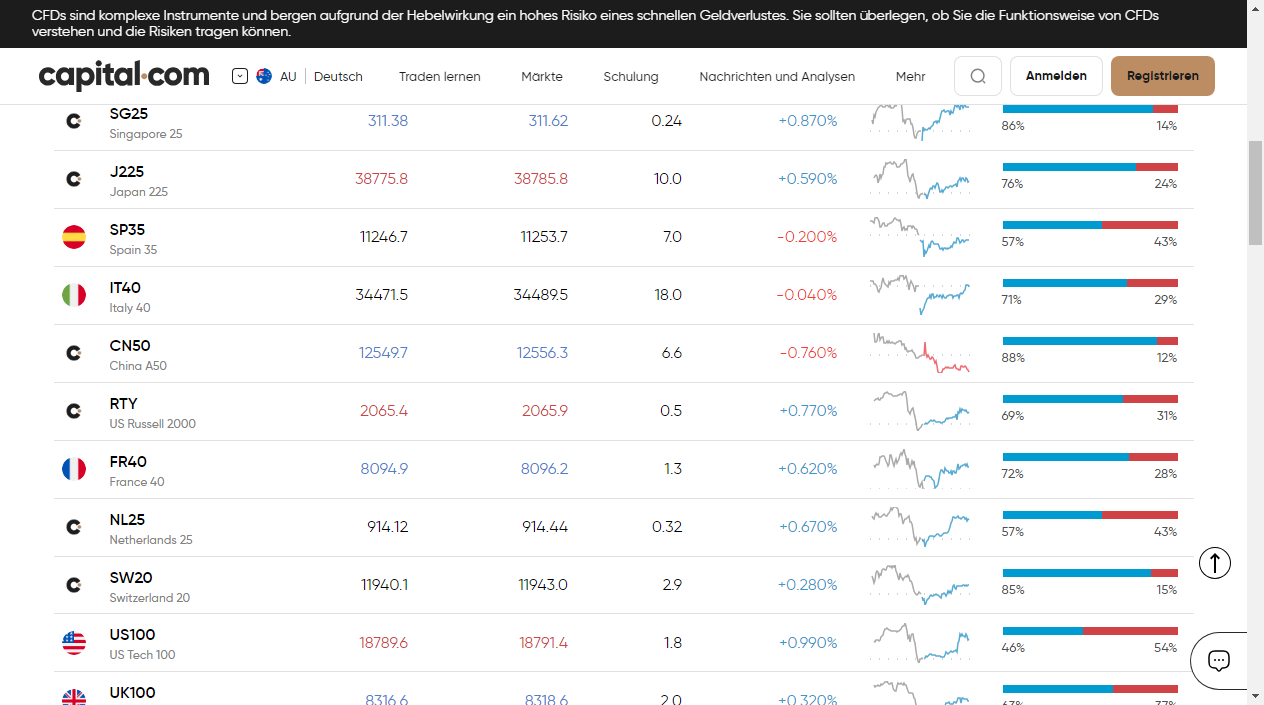 CFDs sind komplexe Instrumente und bergen aufgrund der Hebelwirkung ein hohes Risiko eines schnellen Geldverlustes. Sie sollten überlegen, ob Sie die Funktionsweise von CFDs
verstehen und die Risiken tragen können.
capital.com AU Deutsch Traden lernen Märkte Schulung Nachrichten und Analysen Mehr Anmelden Registrieren
SG25
Singapore 25
311.38 311.62 0.24 +0.870%
86% 14%
J225
Japan 225
38775.8 38785.8 10.0 +0.590%
76% 24%
SP35
Spain 35
11246.7 11253.7 7.0 -0.200%
57% 43%
IT40
Italy 40
34471.5 34489.5 18.0 -0.040%
71% 29%
CN50
China A50
12549.7 12556.3 6.6 -0.760%
88% 12%
RTY
US Russell 2000
2065.4 2065.9 0.5 +0.770%
69% 31%
FR40
France 40
8094.9 8096.2 1.3 +0.620%
72% 28%
NL25
Netherlands 25
914.12 914.44 0.32 +0.670%
57% 43%
SW20
Switzerland 20
11940.1 11943.0 2.9 +0.280%
85% 15%
US100
US Tech 100
18789.6 18791.4 1.8 +0.990%
46% 54%
UK100
8316.6 8318.6 2.0 +0.320%